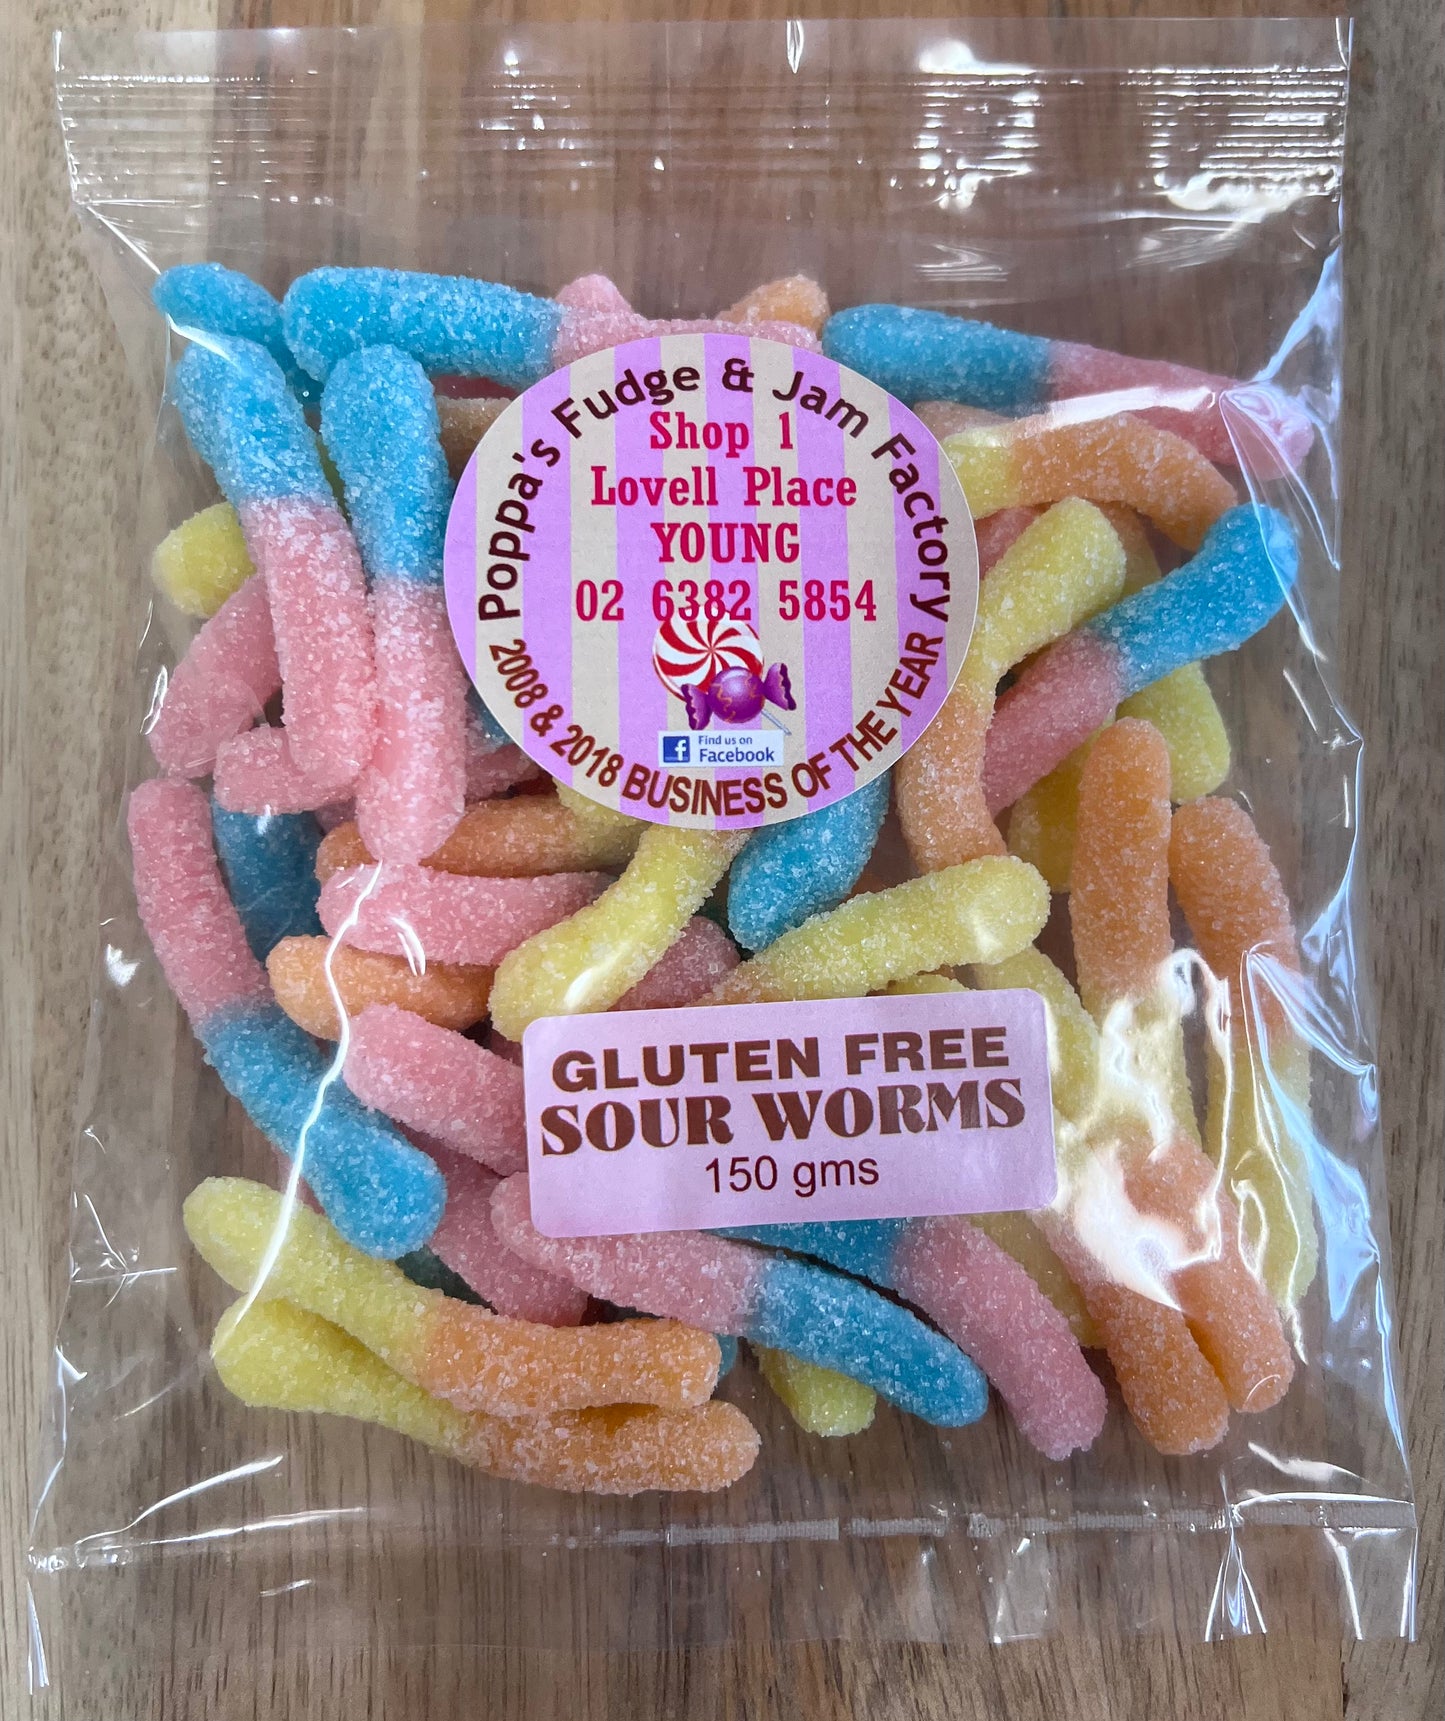 Poppa's Fudge & Jam Factory
Shop 1
Lovell Place
YOUNG
02 6382 5854
Find us on
Facebook
2008 & 2018 BUSINESS OF THE YEAR
GLUTEN FREE
SOUR WORMS
150 gms